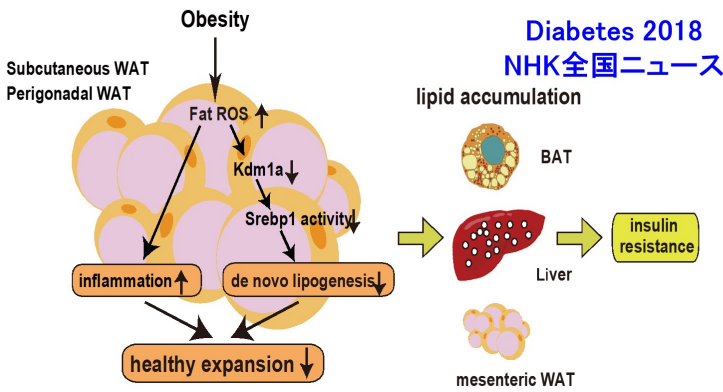 Obesity
Diabetes 2018
NHK全国ニュース
Subcutaneous WAT
Perigonadal WAT
Fat ROS ↑
Kdm1a ↓
Srebp1 activity ↓
inflammation ↑
de novo lipogenesis ↓
healthy expansion ↓
lipid accumulation
BAT
Liver
mesenteric WAT
insulin
resistance